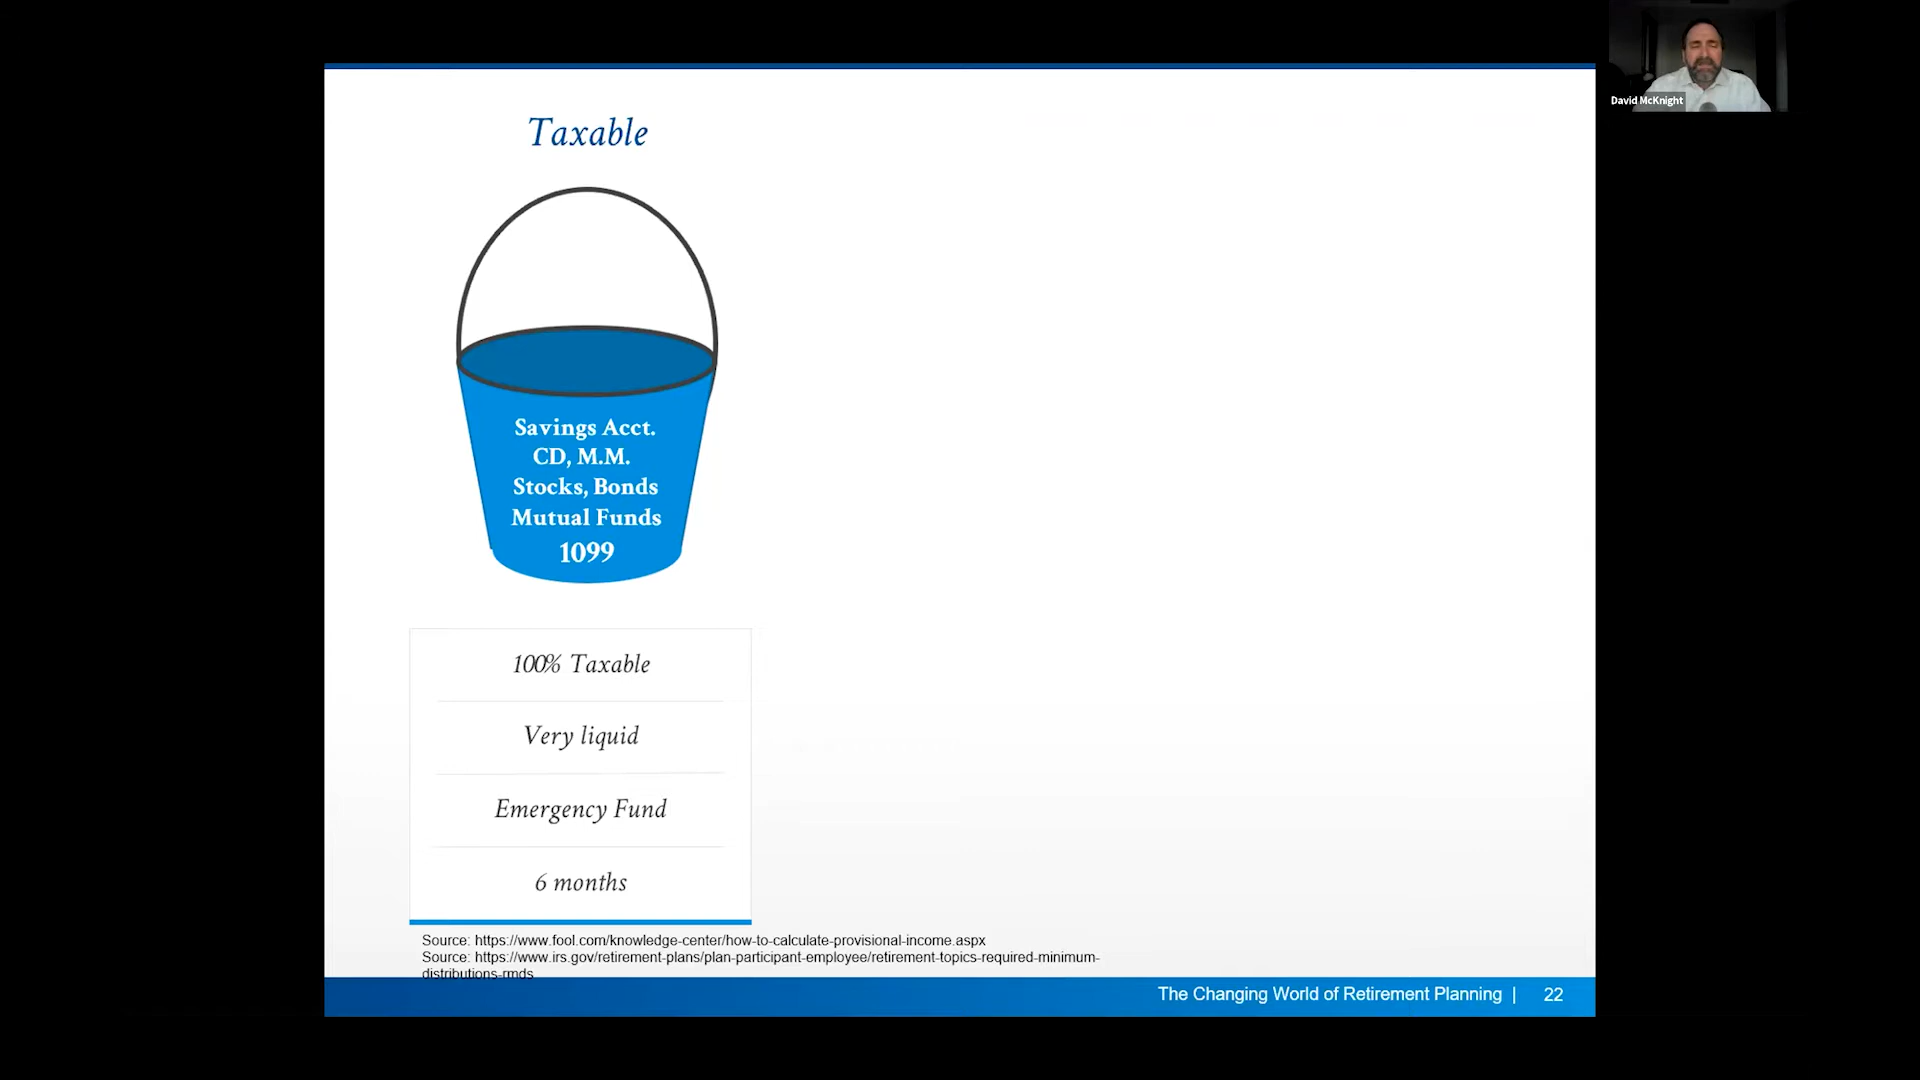 Taxable
David McKnight
Savings Acct.
CD, M.M.
Stocks, Bonds
Mutual Funds
1099
100% Taxable
Very liquid
Emergency Fund
6 months
Source: https://www.fool.com/knowledge-center/how-to-calculate-provisional-income.aspx
Source: https://www.irs.gov/retirement-plans/plan-participant-employee/retirement-topics-required-minimum-
distributions-rmds
The Changing World of Retirement Planning | 22